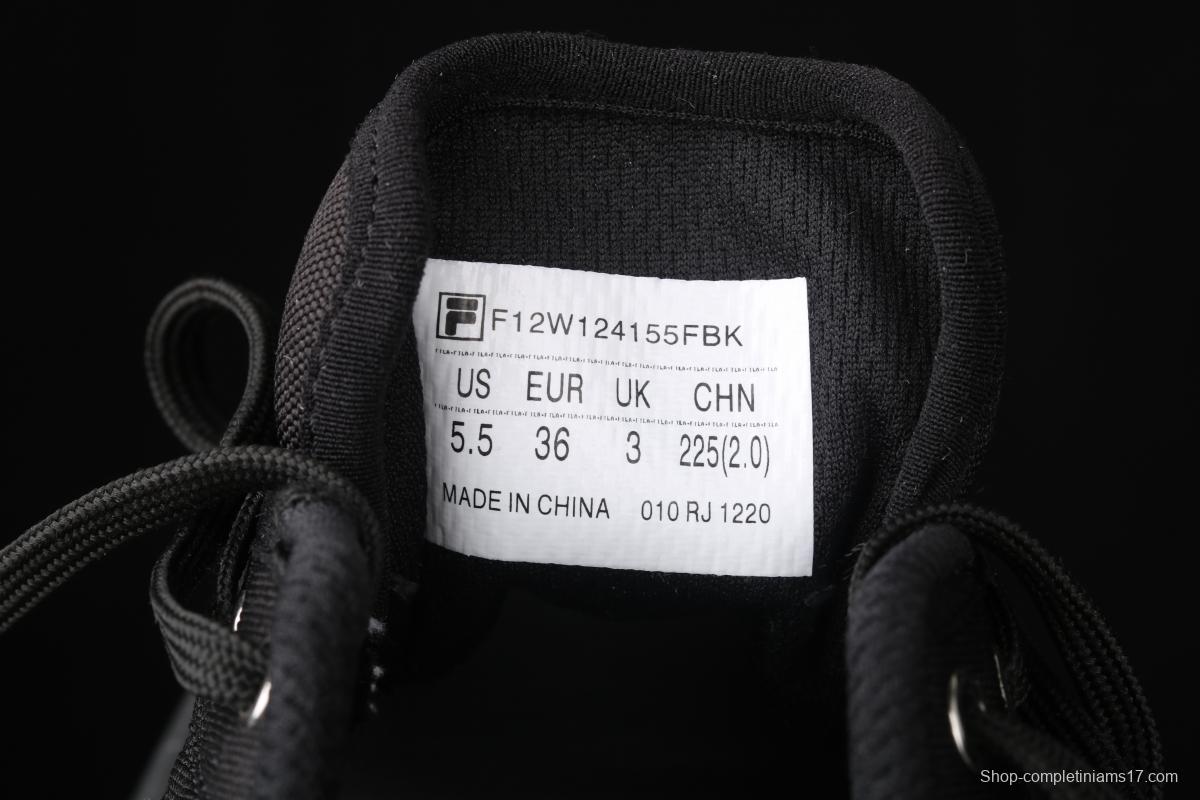 F F12W124155FBK
US EUR UK CHN
5.5 36 3 225(2.0)
MADE IN CHINA 010 RJ 1220
Shop-completiniams17.com